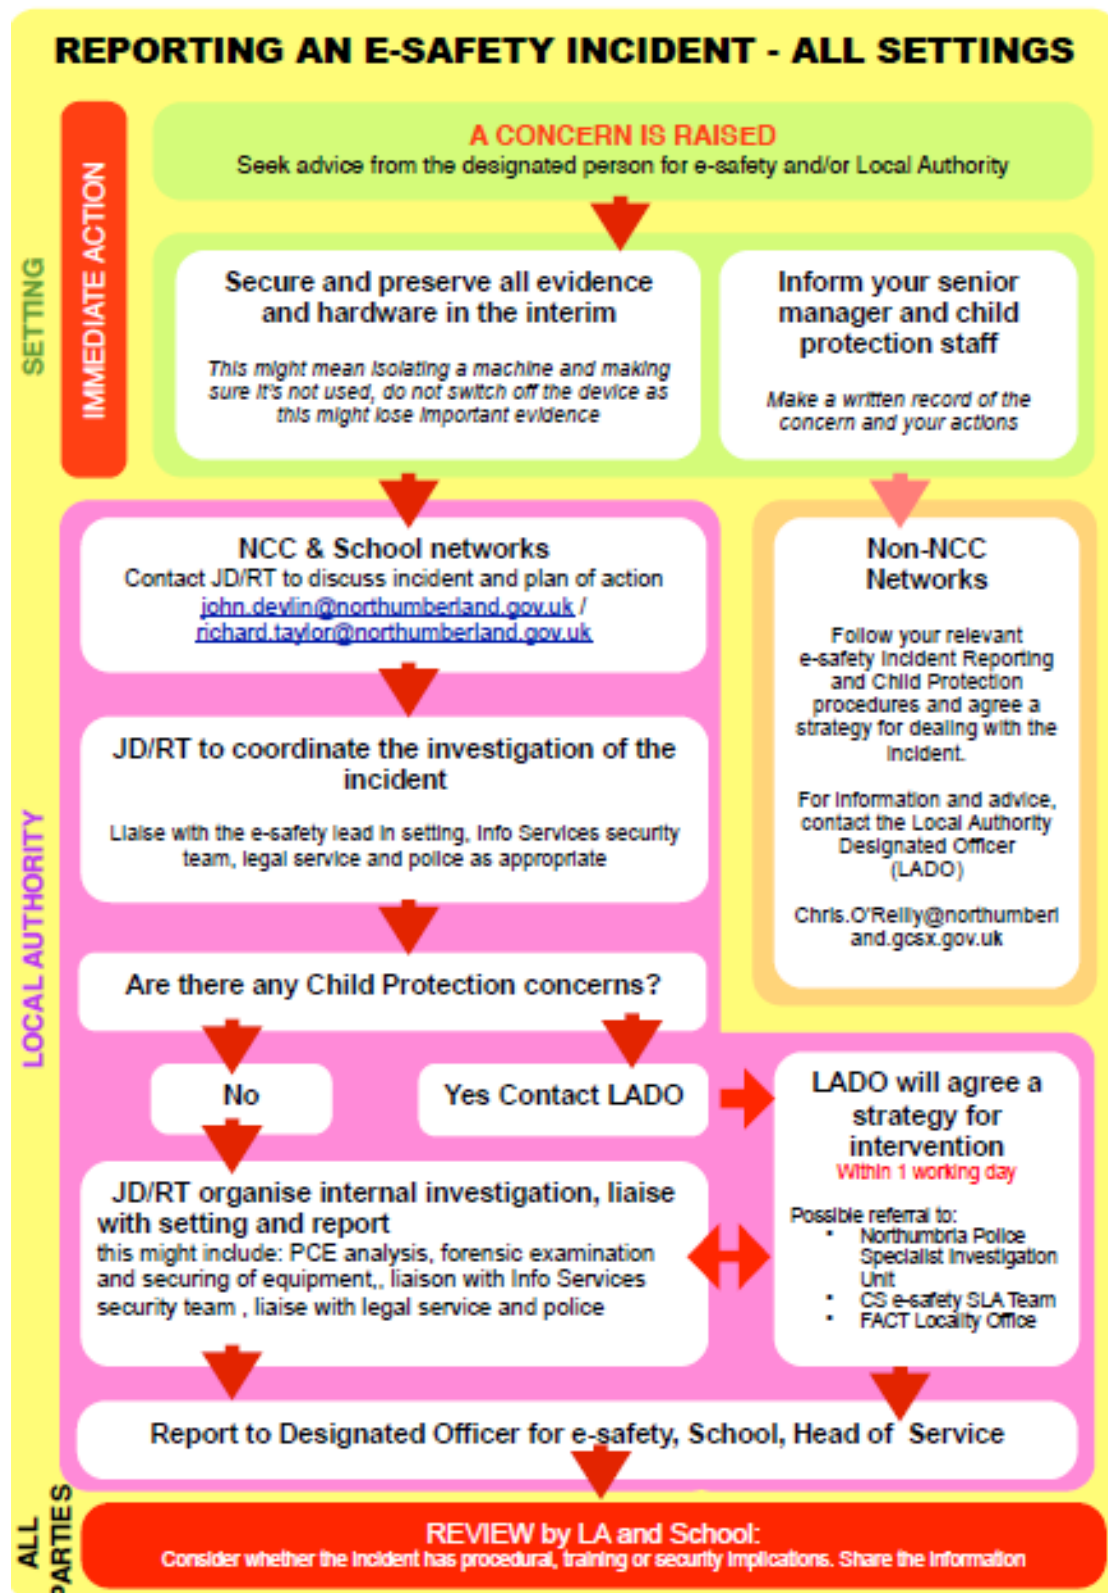 REPORTING AN E-SAFETY INCIDENT - ALL SETTINGS
SETTING
IMMEDIATE ACTION
A CONCERN IS RAISED
Seek advice from the designated person for e-safety and/or Local Authority
Secure and preserve all evidence
and hardware in the interim
This might mean isolating a machine and making
sure it's not used, do not switch off the device as
this might lose important evidence
Inform your senior
manager and child
protection staff
Make a written record of the
concern and your actions
LOCAL AUTHORITY
NCC & School networks
Contact JD/RT to discuss incident and plan of action
john.devlin@northumberland.gov.uk /
richard.taylor@northumberland.gov.uk
Non-NCC
Networks
Follow your relevant
e-safety Incident Reporting
and Child Protection
procedures and agree a
strategy for dealing with the
incident.
For information and advice,
contact the Local Authority
Designated Officer
(LADO)
Chris.O'Reilly@northumberl
and.gcsx.gov.uk
JD/RT to coordinate the investigation of the
incident
Liaise with the e-safety lead in setting, Info Services security
team, legal service and police as appropriate
Are there any Child Protection concerns?
No
Yes Contact LADO
LADO will agree a
strategy for
intervention
Within 1 working day
Possible referral to:
• Northumbria Police
Specialist Investigation
Unit
• CS e-safety SLA Team
• FACT Locality Office
JD/RT organise internal investigation, liaise
with setting and report
this might include: PCE analysis, forensic examination
and securing of equipment,, liaison with Info Services
security team , liaise with legal service and police
Report to Designated Officer for e-safety, School, Head of Service
ALL
PARTIES
REVIEW by LA and School:
Consider whether the incident has procedural, training or security implications. Share the information